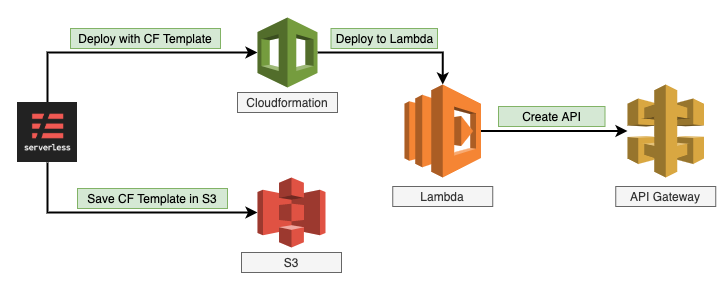 Deploy with CF Template
Deploy to Lambda
Cloudformation
serverless
Create API
Lambda
API Gateway
Save CF Template in S3
S3